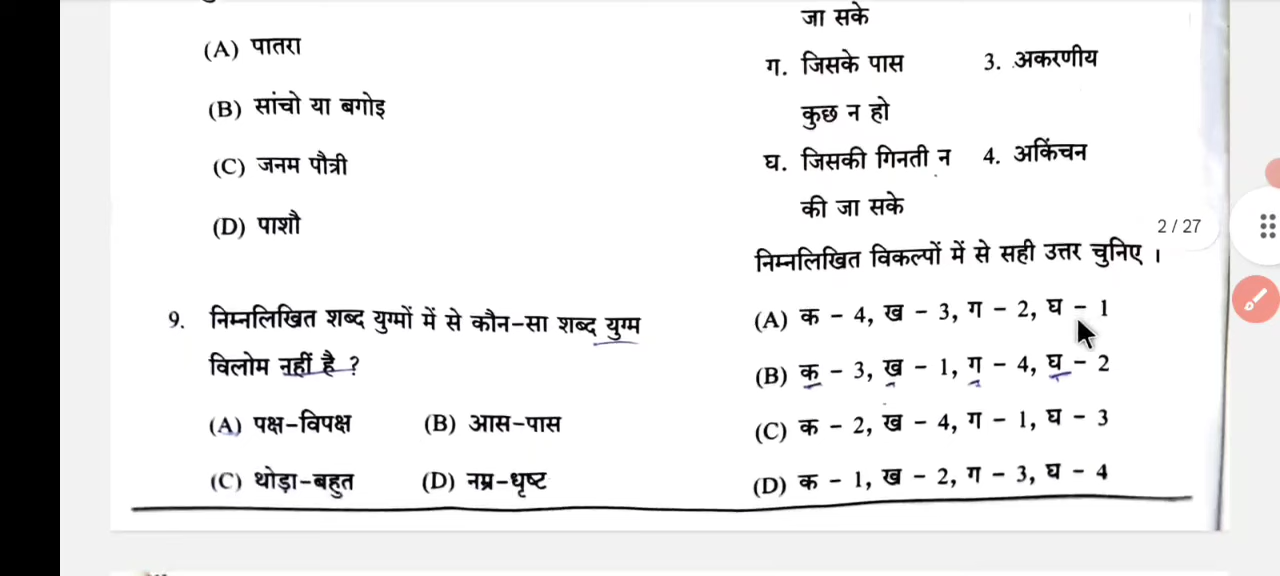 (A) पातरा
(B) सांचो या बगोइ
(C) जनम पौत्री
(D) पाशौ
9. निम्नलिखित शब्द युग्मों में से कौन-सा शब्द युग्म
विलोम नहीं है ?
(A) पक्ष-विपक्ष (B) आस-पास
(C) थोड़ा-बहुत (D) नम्र-धृष्ट
जा सके
ग. जिसके पास 3. अकरणीय
कुछ न हो
घ. जिसकी गिनती न 4. अकिंचन
की जा सके
निम्नलिखित विकल्पों में से सही उत्तर चुनिए ।
(A) क - 4, ख - 3, ग - 2, घ - 1
(B) क - 3, ख - 1, ग - 4, घ - 2
(C) क - 2, ख - 4, ग - 1, घ - 3
(D) क - 1, ख - 2, ग - 3, घ - 4
2 / 27